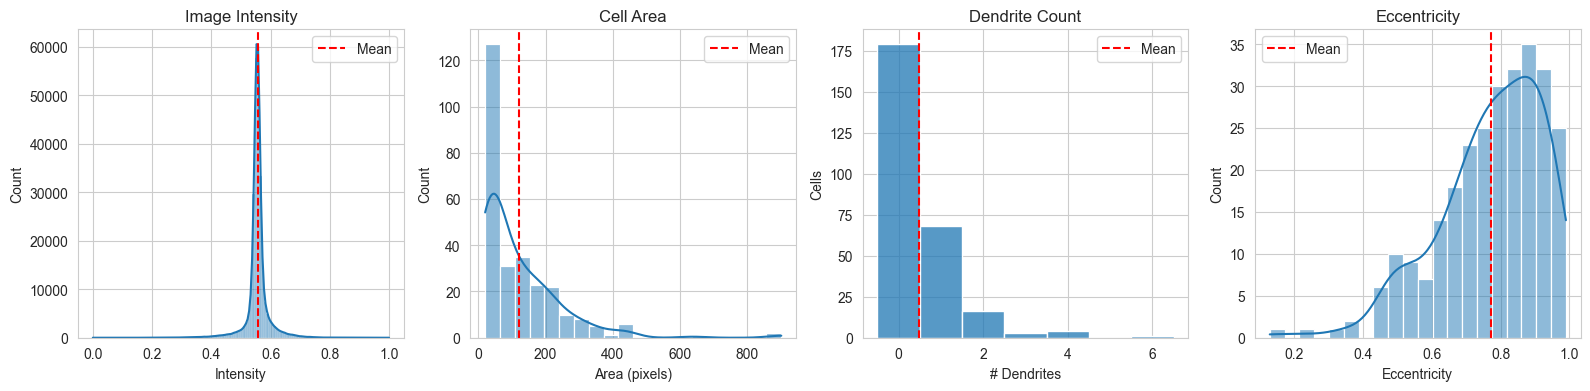 Image Intensity
Count
60000
50000
40000
30000
20000
10000
0
0.0 0.2 0.4 0.6 0.8 1.0
Intensity
Mean
Cell Area
Count
120
100
80
60
40
20
0
0 200 400 600 800
Area (pixels)
Mean
Dendrite Count
Cells
175
150
125
100
75
50
25
0
0 2 4 6
# Dendrites
Mean
Eccentricity
Count
35
30
25
20
15
10
5
0
0.2 0.4 0.6 0.8 1.0
Eccentricity
Mean